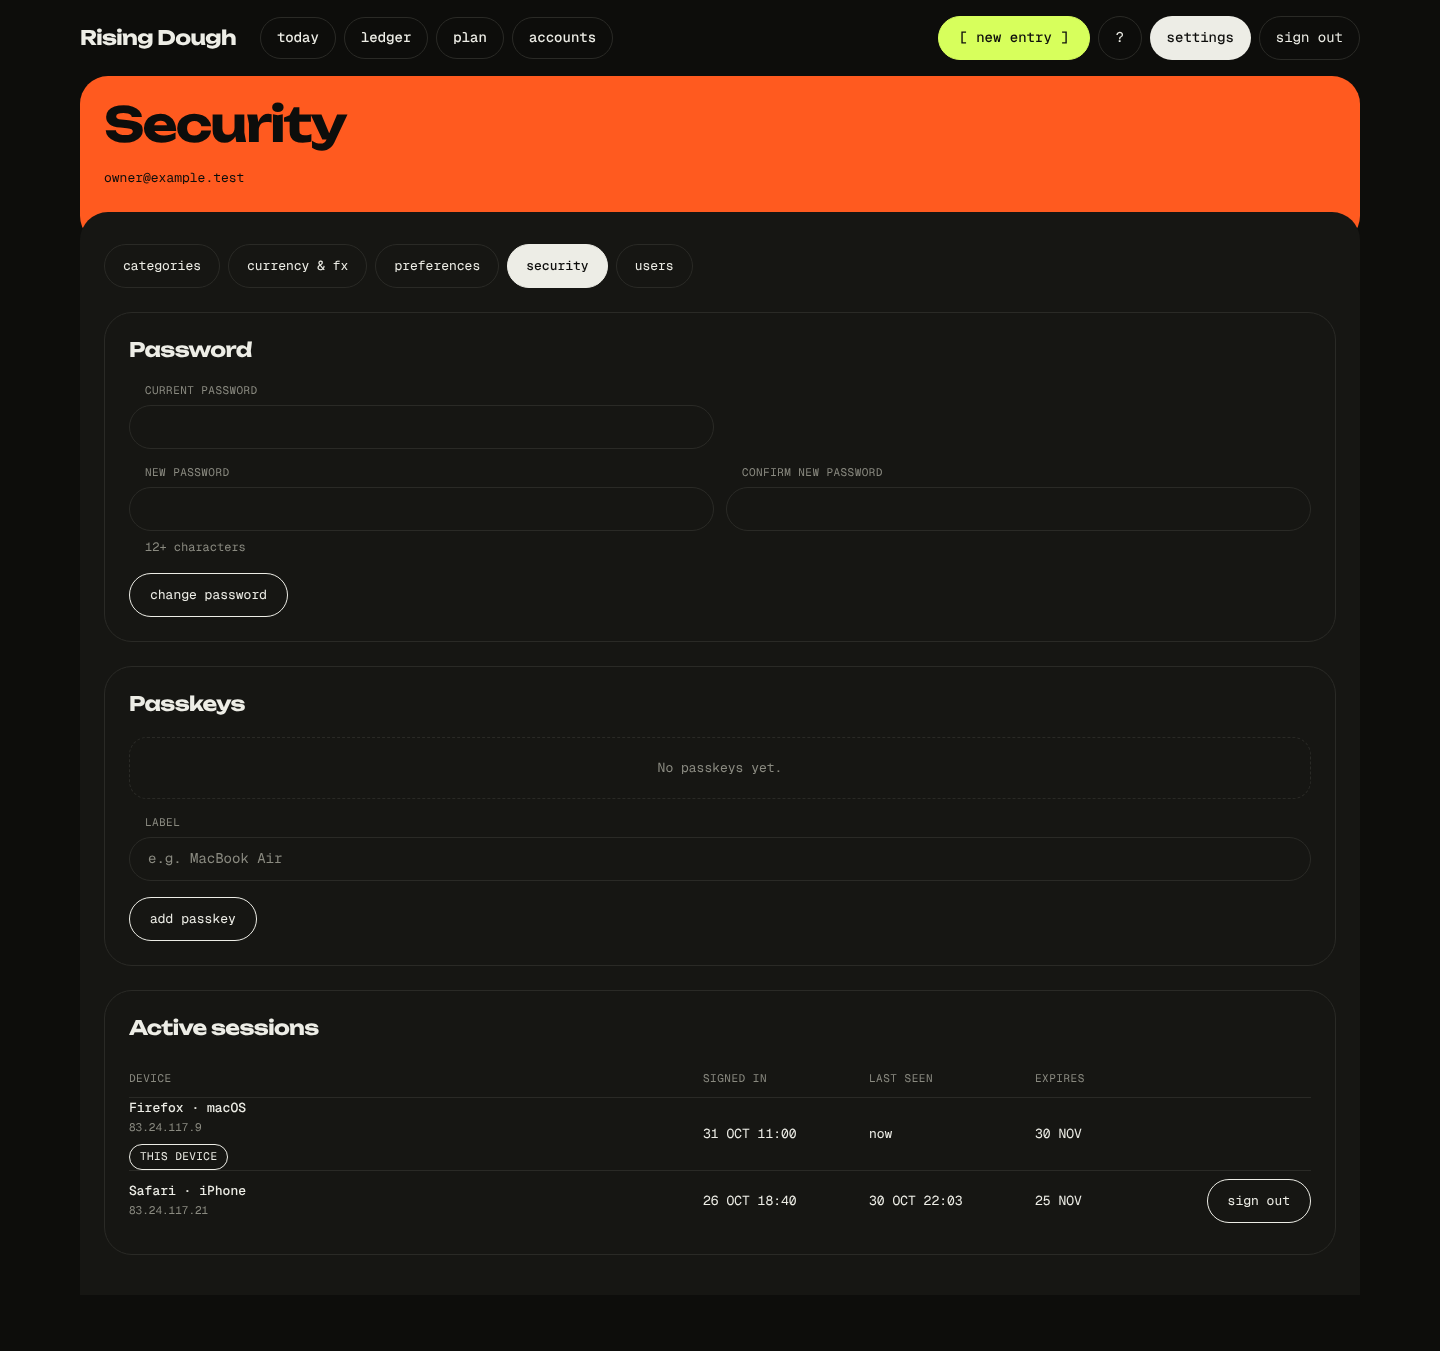 Rising Dough today ledger plan accounts [ new entry ] ? settings sign out
Security
owner@example.test
categories currency & fx preferences security users
Password
CURRENT PASSWORD
NEW PASSWORD CONFIRM NEW PASSWORD
12+ characters
change password
Passkeys
No passkeys yet.
LABEL
e.g. MacBook Air
add passkey
Active sessions
DEVICE SIGNED IN LAST SEEN EXPIRES
Firefox · macOS
83.24.117.9
31 OCT 11:00 now 30 NOV
THIS DEVICE
Safari · iPhone
26 OCT 18:40 30 OCT 22:03 25 NOV sign out
83.24.117.21